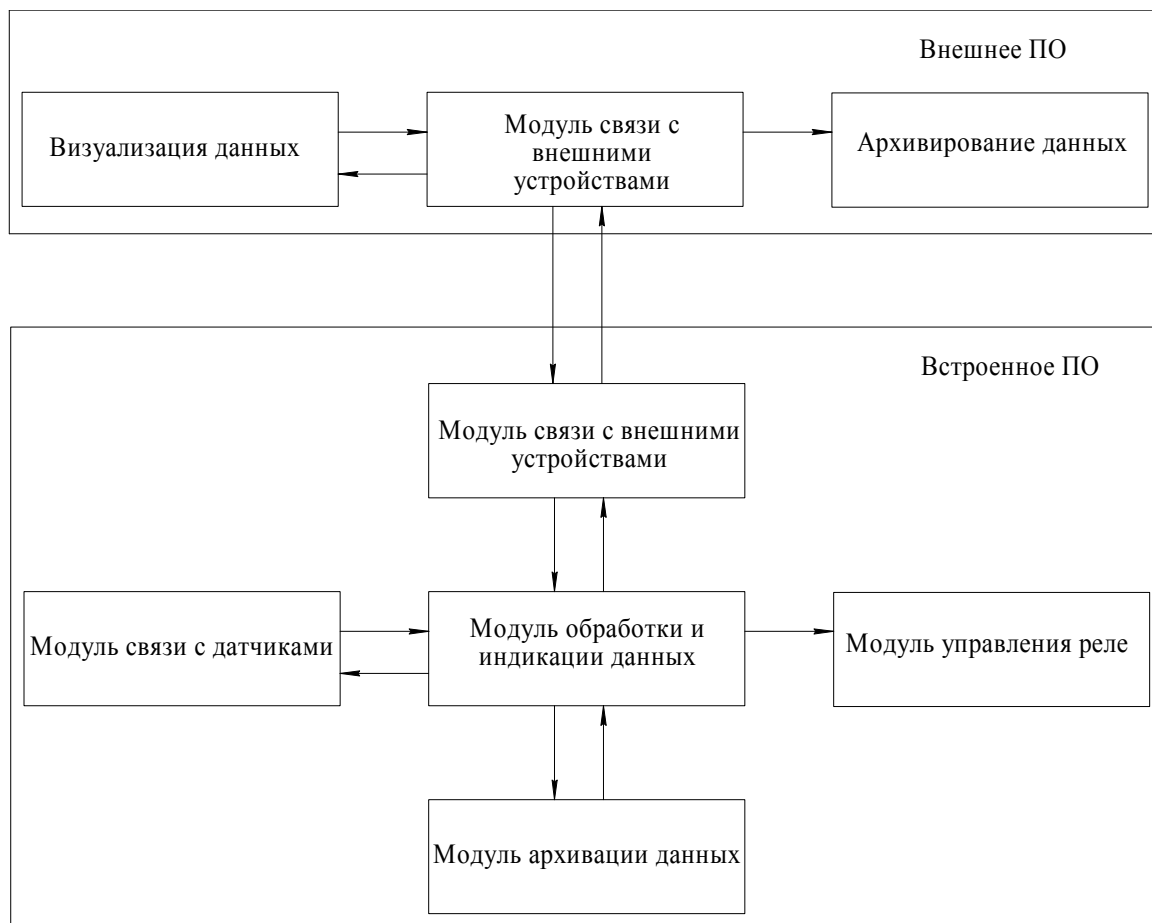 Внешнее ПО
Визуализация данных
Модуль связи с
внешними
устройствами
Архивирование данных
Встроенное ПО
Модуль связи с внешними
устройствами
Модуль связи с датчиками
Модуль обработки и
индикации данных
Модуль управления реле
Модуль архивации данных